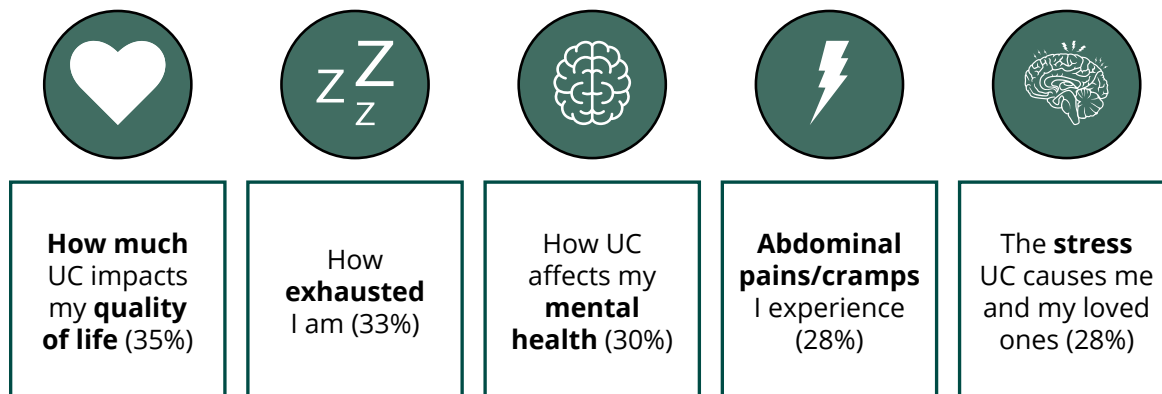 Z Z z
How much
UC impacts
my quality
of life (35%)
How
exhausted
I am (33%)
How UC
affects my
mental
health (30%)
Abdominal
pains/cramps
I experience
(28%)
The stress
UC causes me
and my loved
ones (28%)